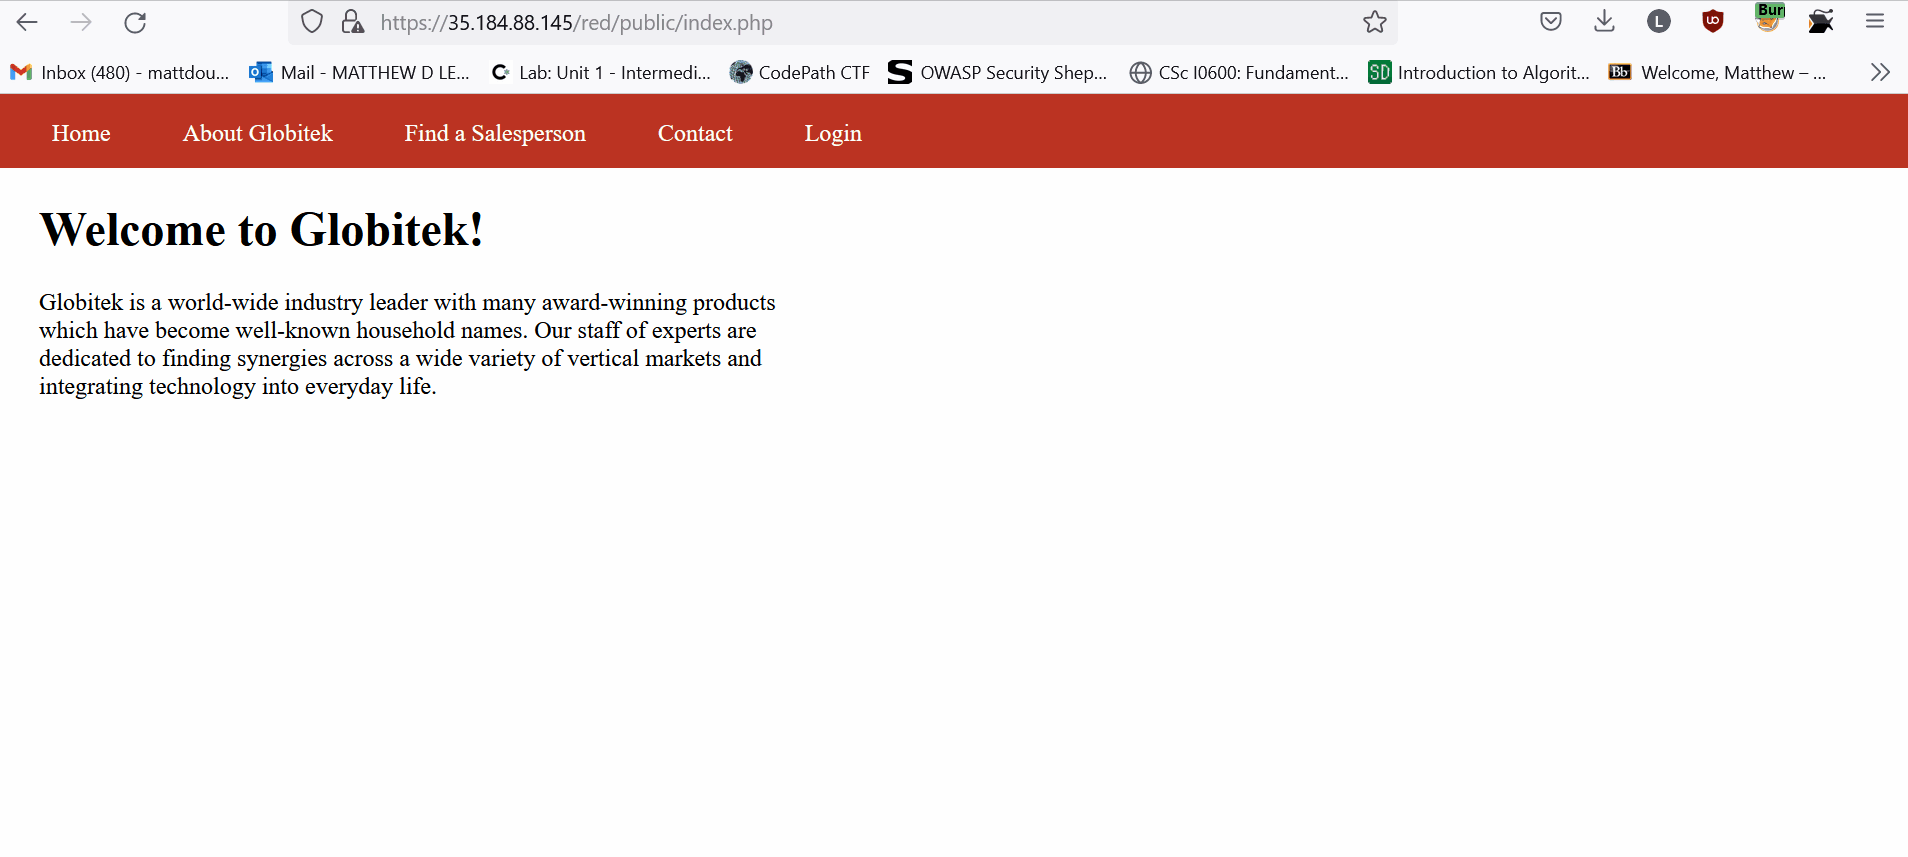 https://35.184.88.145/red/public/index.php
L
Bur
Inbox (480) - mattdou... Mail - MATTHEW D LE... Lab: Unit 1 - Intermedi... CodePath CTF OWASP Security Shep... CSc I0600: Fundament... SD Introduction to Algorit... Bb Welcome, Matthew – ...
Home About Globitek Find a Salesperson Contact Login
Welcome to Globitek!
Globitek is a world-wide industry leader with many award-winning products
which have become well-known household names. Our staff of experts are
dedicated to finding synergies across a wide variety of vertical markets and
integrating technology into everyday life.